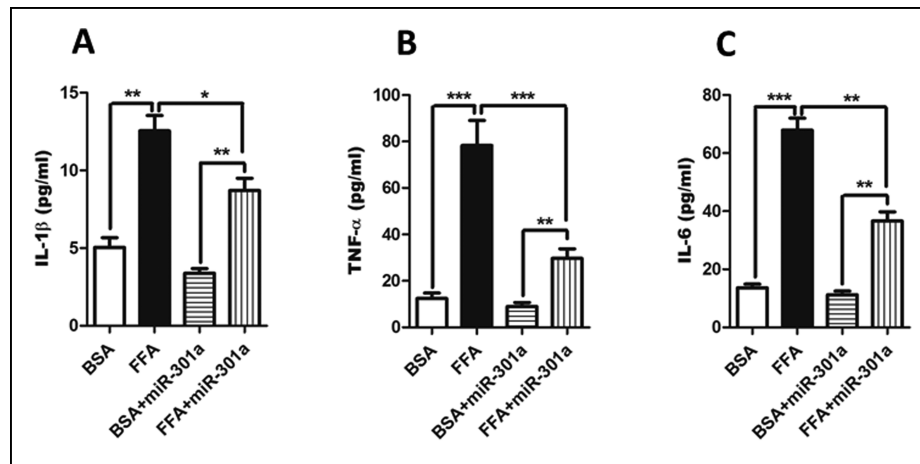 A
IL-1β (pg/ml)
15
10
5
0
**
*
**
BSA
FFA
BSA+miR-301a
FFA+miR-301a
B
TNF-α (pg/ml)
100
80
60
40
20
0
***
***
**
BSA
FFA
BSA+miR-301a
FFA+miR-301a
C
IL-6 (pg/ml)
80
60
40
20
0
***
**
**
BSA
FFA
BSA+miR-301a
FFA+miR-301a